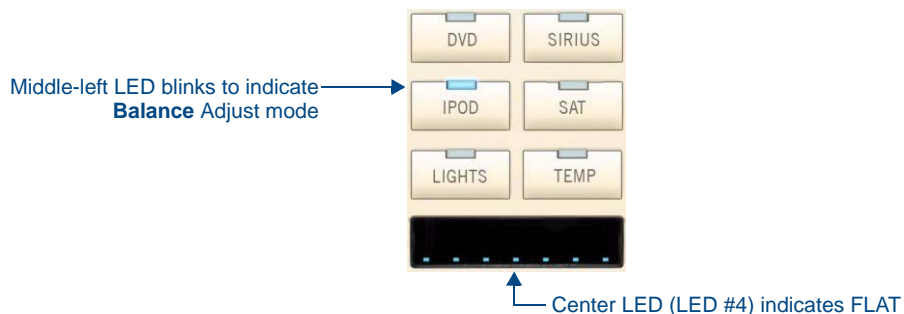 DVD SIRIUS
Middle-left LED blinks to indicate
Balance Adjust mode
IPOD SAT
LIGHTS TEMP
Center LED (LED #4) indicates FLAT